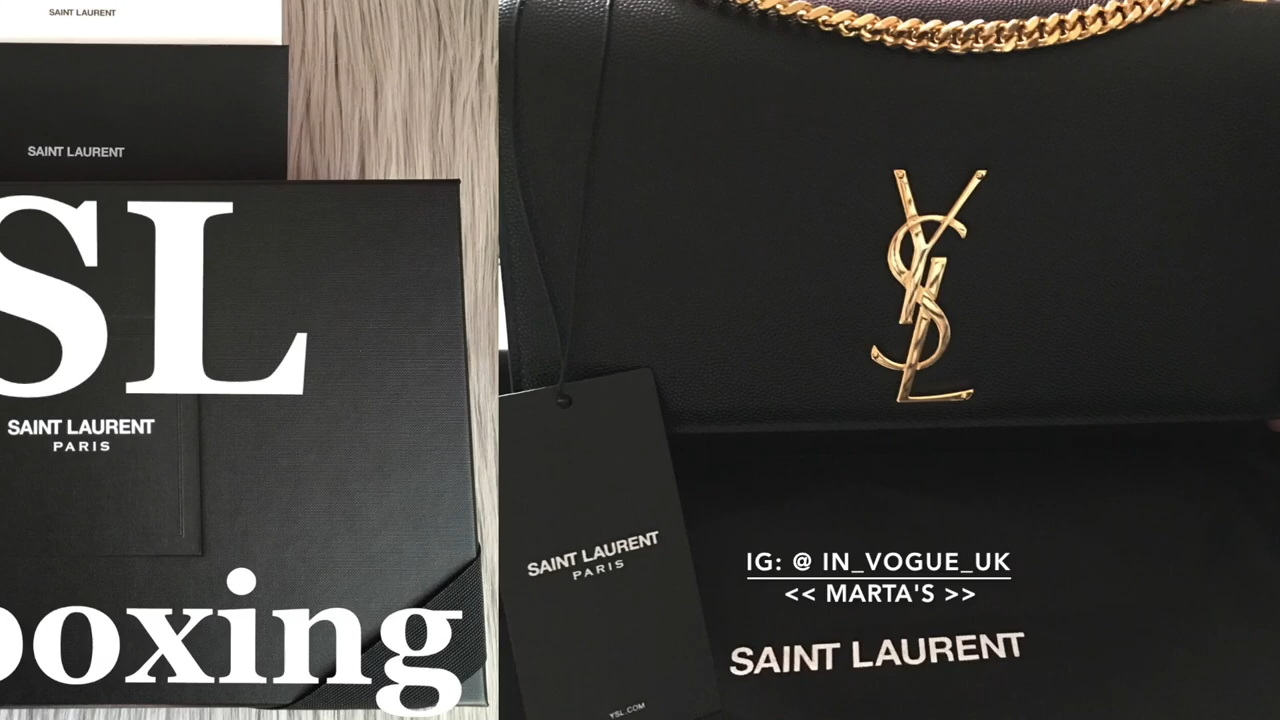 SAINT LAURENT
SAINT LAURENT
SL
SAINT LAURENT
PARIS
oxing
YSL
SAINT LAURENT
PARIS
YSL.COM
IG: @ IN_VOGUE_UK
<< MARTA'S >>
SAINT LAURENT